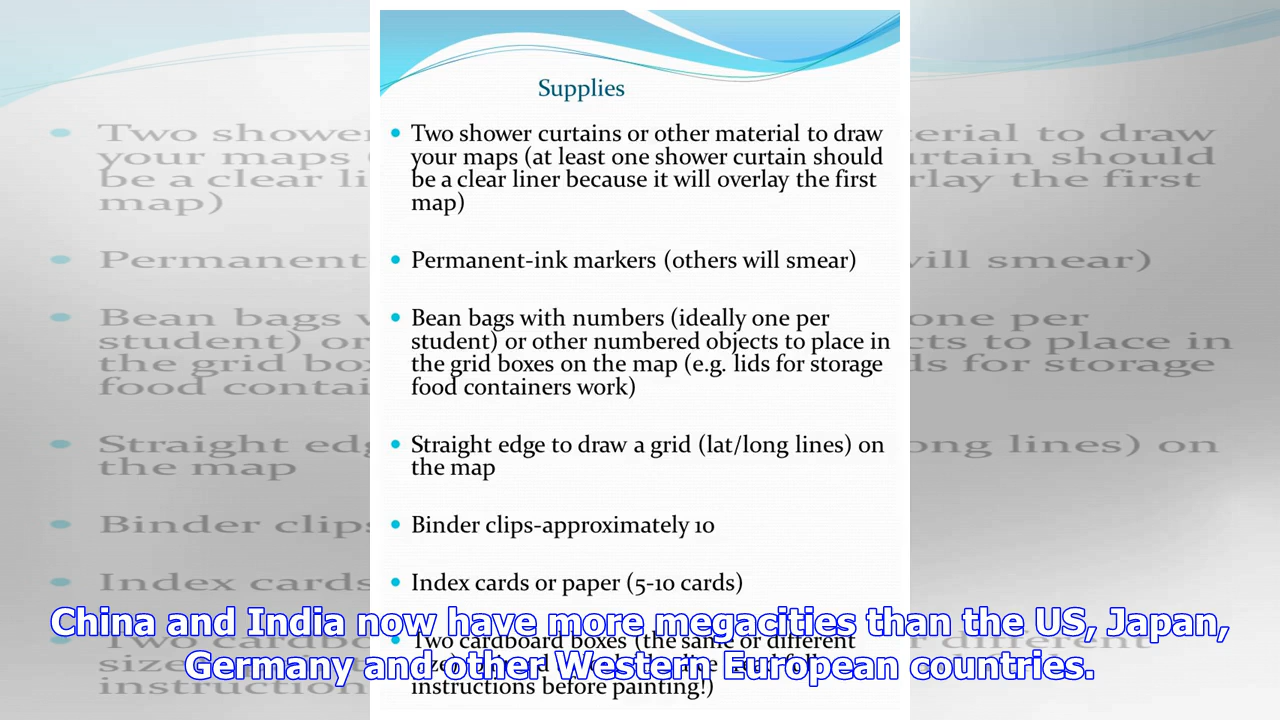 Supplies
• Two shower curtains or other material to draw
your maps (at least one shower curtain should
be a clear liner because it will overlay the first
map)
• Permanent-ink markers (others will smear)
• Bean bags with numbers (ideally one per
student) or other numbered objects to place in
the grid boxes on the map (e.g. lids for storage
food containers work)
• Straight edge to draw a grid (lat/long lines) on
the map
• Binder clips-approximately 10
• Index cards or paper (5-10 cards)
• Two cardboard boxes (the same or different
instructions before painting!)
China and India now have more megacities than the US, Japan,
Germany and other Western European countries.